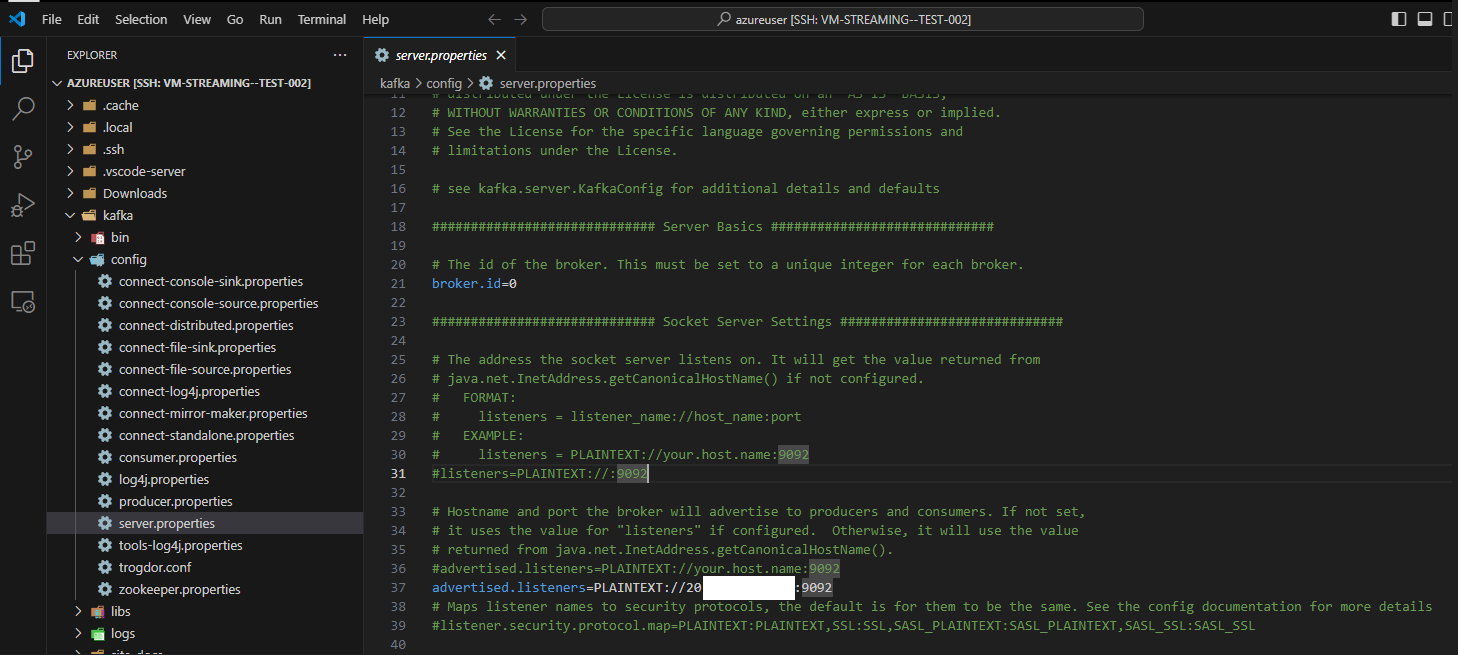 File Edit Selection View Go Run Terminal Help
azureuser [SSH: VM-STREAMING--TEST-002]
EXPLORER
AZUREUSER [SSH: VM-STREAMING--TEST-002]
.cache
.local
.ssh
.vscode-server
Downloads
kafka
bin
config
connect-console-sink.properties
connect-console-source.properties
connect-distributed.properties
connect-file-sink.properties
connect-file-source.properties
connect-log4j.properties
connect-mirror-maker.properties
connect-standalone.properties
consumer.properties
log4j.properties
producer.properties
server.properties
tools-log4j.properties
trogdor.conf
zookeeper.properties
libs
logs
server.properties
kafka > config > server.properties
11 # distributed under the License is distributed on an "AS IS" BASIS,
12 # WITHOUT WARRANTIES OR CONDITIONS OF ANY KIND, either express or implied.
13 # See the License for the specific language governing permissions and
14 # limitations under the License.
15
16 # see kafka.server.KafkaConfig for additional details and defaults
17
18 ############################# Server Basics #############################
19
20 # The id of the broker. This must be set to a unique integer for each broker.
21 broker.id=0
22
23 ############################# Socket Server Settings #############################
24
25 # The address the socket server listens on. It will get the value returned from
26 # java.net.InetAddress.getCanonicalHostName() if not configured.
27 #   FORMAT:
28 #     listeners = listener_name://host_name:port
29 #   EXAMPLE:
30 #     listeners = PLAINTEXT://your.host.name:9092
31 #listeners=PLAINTEXT://:9092
32
33 # Hostname and port the broker will advertise to producers and consumers. If not set,
34 # it uses the value for "listeners" if configured.  Otherwise, it will use the value
35 # returned from java.net.InetAddress.getCanonicalHostName().
36 #advertised.listeners=PLAINTEXT://your.host.name:9092
37 advertised.listeners=PLAINTEXT://20 :9092
38 # Maps listener names to security protocols, the default is for them to be the same. See the config documentation for more details
39 #listener.security.protocol.map=PLAINTEXT:PLAINTEXT,SSL:SSL,SASL_PLAINTEXT:SASL_PLAINTEXT,SASL_SSL:SASL_SSL
40